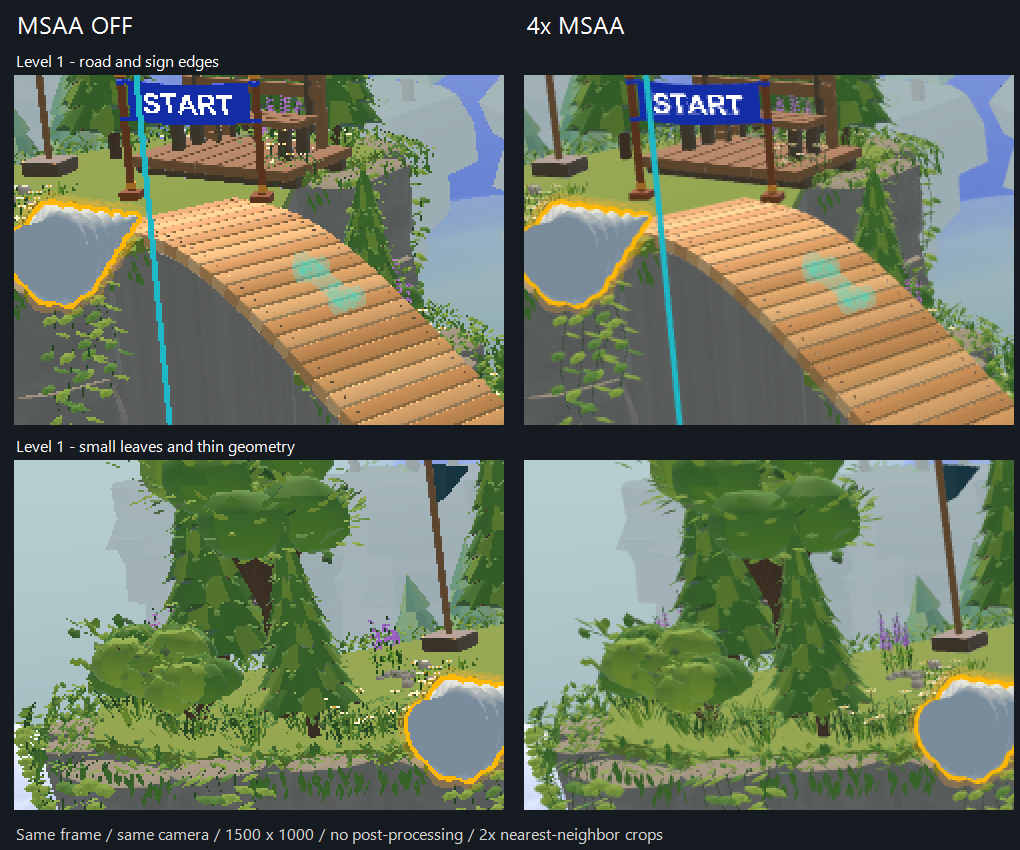 MSAA OFF
4x MSAA
Level 1 - road and sign edges
START
START
Level 1 - small leaves and thin geometry
Same frame / same camera / 1500 x 1000 / no post-processing / 2x nearest-neighbor crops